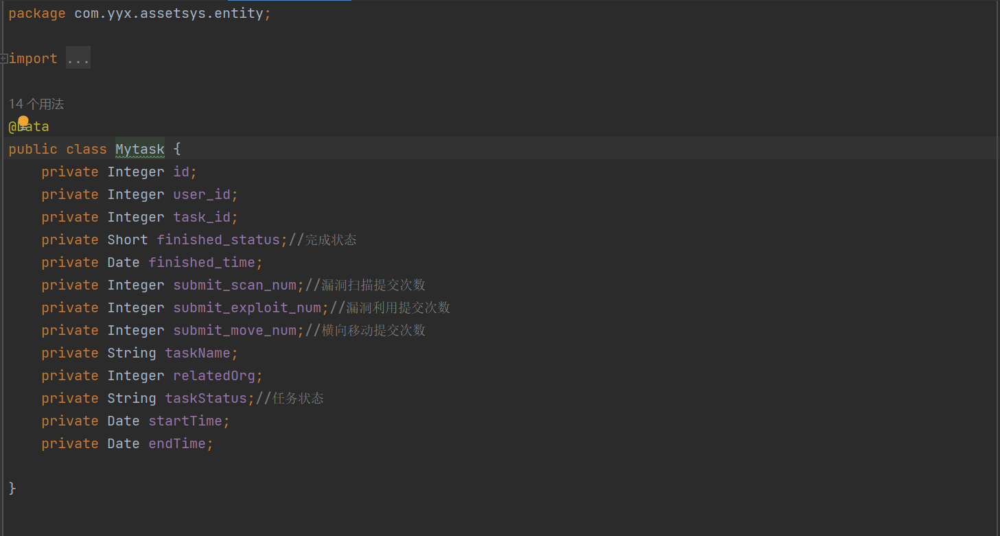 package com.yyx.assetsys.entity;
import ...
14 个用法
@Data
public class Mytask {
private Integer id;
private Integer user_id;
private Integer task_id;
private Short finished_status;//完成状态
private Date finished_time;
private Integer submit_scan_num;//漏洞扫描提交次数
private Integer submit_exploit_num;//漏洞利用提交次数
private Integer submit_move_num;//横向移动提交次数
private String taskName;
private Integer relatedOrg;
private String taskStatus;//任务状态
private Date startTime;
private Date endTime;
}